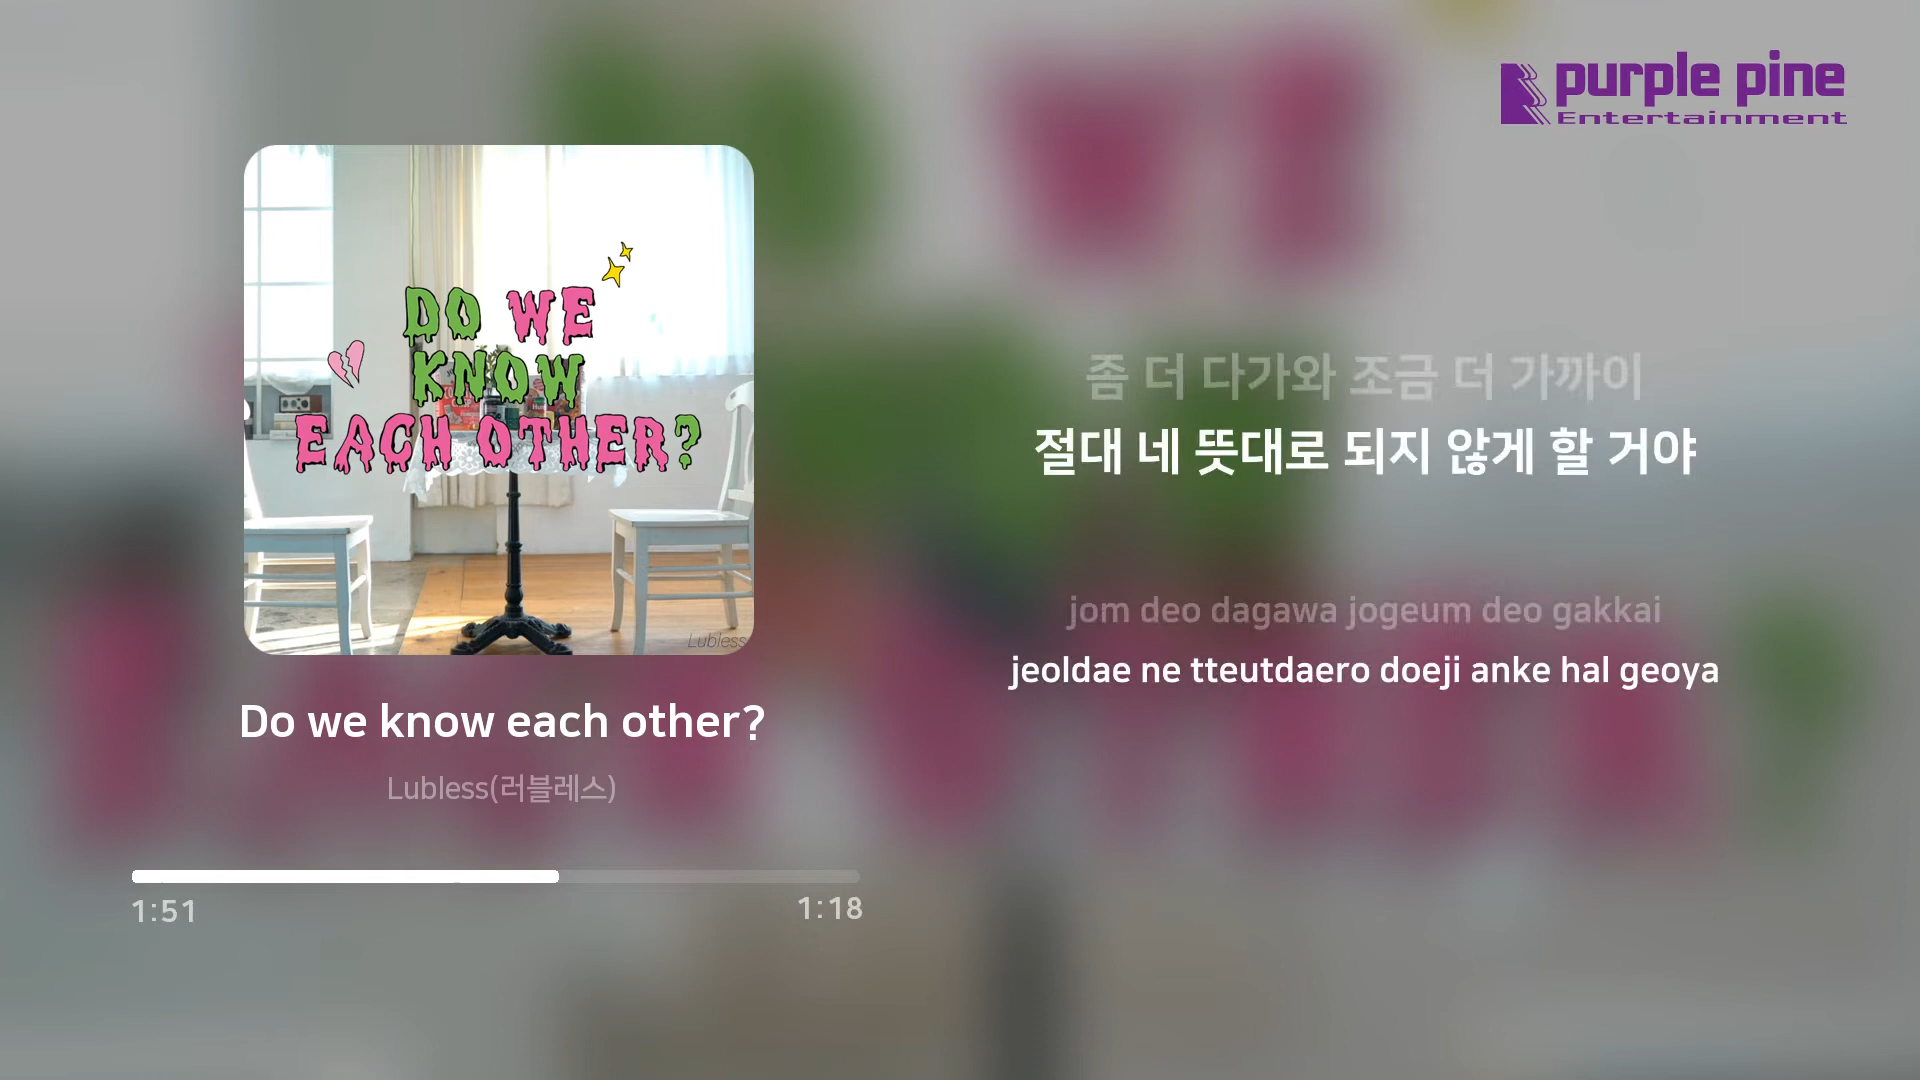 purple pine
Entertainment
DO WE
KNOW
EACH OTHER?
Lubless
Do we know each other?
Lubless(러블레스)
1:51
1:18
좀 더 다가와 조금 더 가까이
절대 네 뜻대로 되지 않게 할 거야
jom deo dagawa jogeum deo gakkai
jeoldae ne tteutdaero doeji anke hal geoya